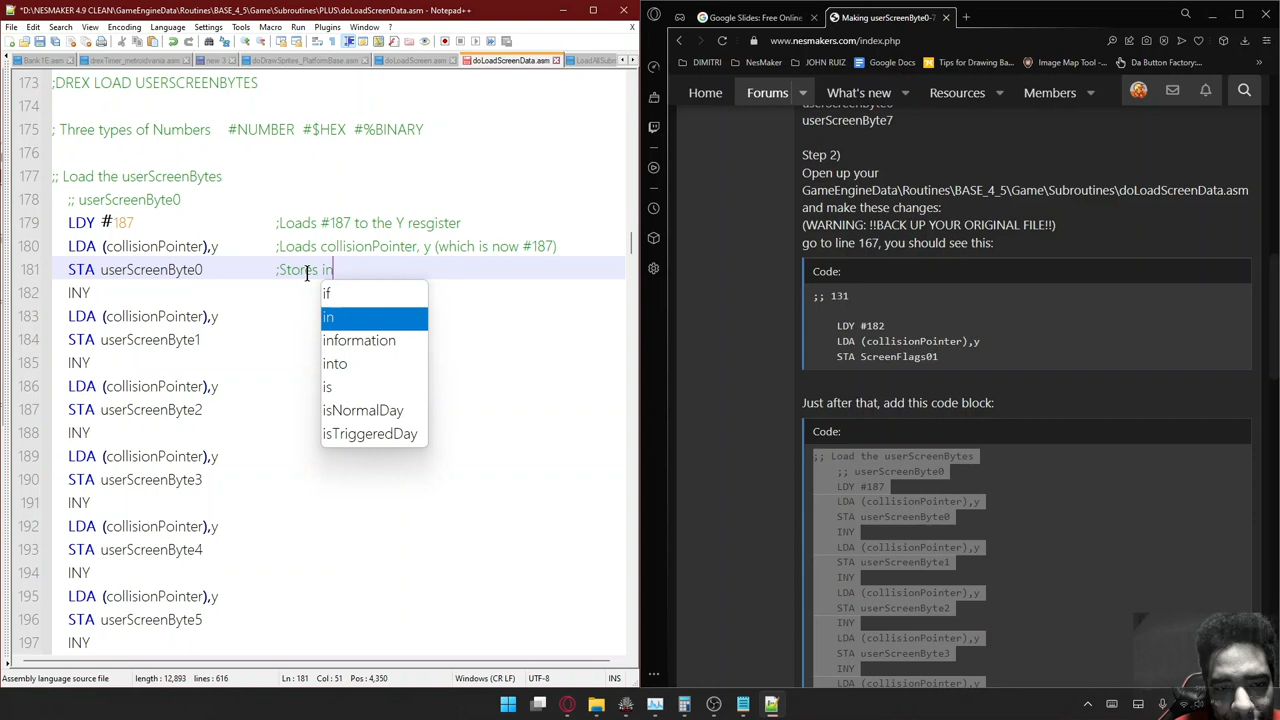 *D:\NESMAKER 4.9 CLEAN\GameEngineData\Routines\BASE_4_5\Game\Subroutines\PLUS\doLoadScreenData.asm - Notepad++
File Edit Search View Encoding Language Settings Tools Macro Run Plugins Window ?
Bank1E.asm drexTimer_metroidvania.asm new 3 doDrawSprites_PlatformBase.asm doLoadScreen.asm doLoadScreenData.asm LoadAllSub
173 ;DREX LOAD USERSCREENBYTES
174
175 ; Three types of Numbers #NUMBER #$HEX #%BINARY
176
177 ;; Load the userScreenBytes
178 ;; userScreenByte0
179 LDY #187 ;Loads #187 to the Y resgister
180 LDA (collisionPointer),y ;Loads collisionPointer, y (which is now #187)
181 STA userScreenByte0 ;Stores in
182 INY
183 LDA (collisionPointer),y
184 STA userScreenByte1
185 INY
186 LDA (collisionPointer),y
187 STA userScreenByte2
188 INY
189 LDA (collisionPointer),y
190 STA userScreenByte3
191 INY
192 LDA (collisionPointer),y
193 STA userScreenByte4
194 INY
195 LDA (collisionPointer),y
196 STA userScreenByte5
197 INY
if
in
information
into
is
isNormalDay
isTriggeredDay
Assembly language source file length : 12,893 lines : 616 Ln : 181 Col : 51 Pos : 4,350 Windows (CR LF) UTF-8 INS
Google Slides: Free Online Making userScreenByte0-7
www.nesmakers.com/index.php
DIMITRI NesMaker JOHN RUIZ Google Docs Tips for Drawing Ba... Image Map Tool -... Da Button Factory:...
Home Forums What's new Resources Members
userScreenByte6
userScreenByte7
Step 2)
Open up your
GameEngineData\Routines\BASE_4_5\Game\Subroutines\doLoadScreenData.asm
and make these changes:
(WARNING: !!BACK UP YOUR ORIGINAL FILE!!)
go to line 167, you should see this:
Code:
;; 131
LDY #182
LDA (collisionPointer),y
STA ScreenFlags01
Just after that, add this code block:
Code:
;; Load the userScreenBytes
;; userScreenByte0
LDY #187
LDA (collisionPointer),y
STA userScreenByte0
INY
LDA (collisionPointer),y
STA userScreenByte1
INY
LDA (collisionPointer),y
STA userScreenByte2
INY
LDA (collisionPointer),y
STA userScreenByte3
INY
LDA (collisionPointer),y